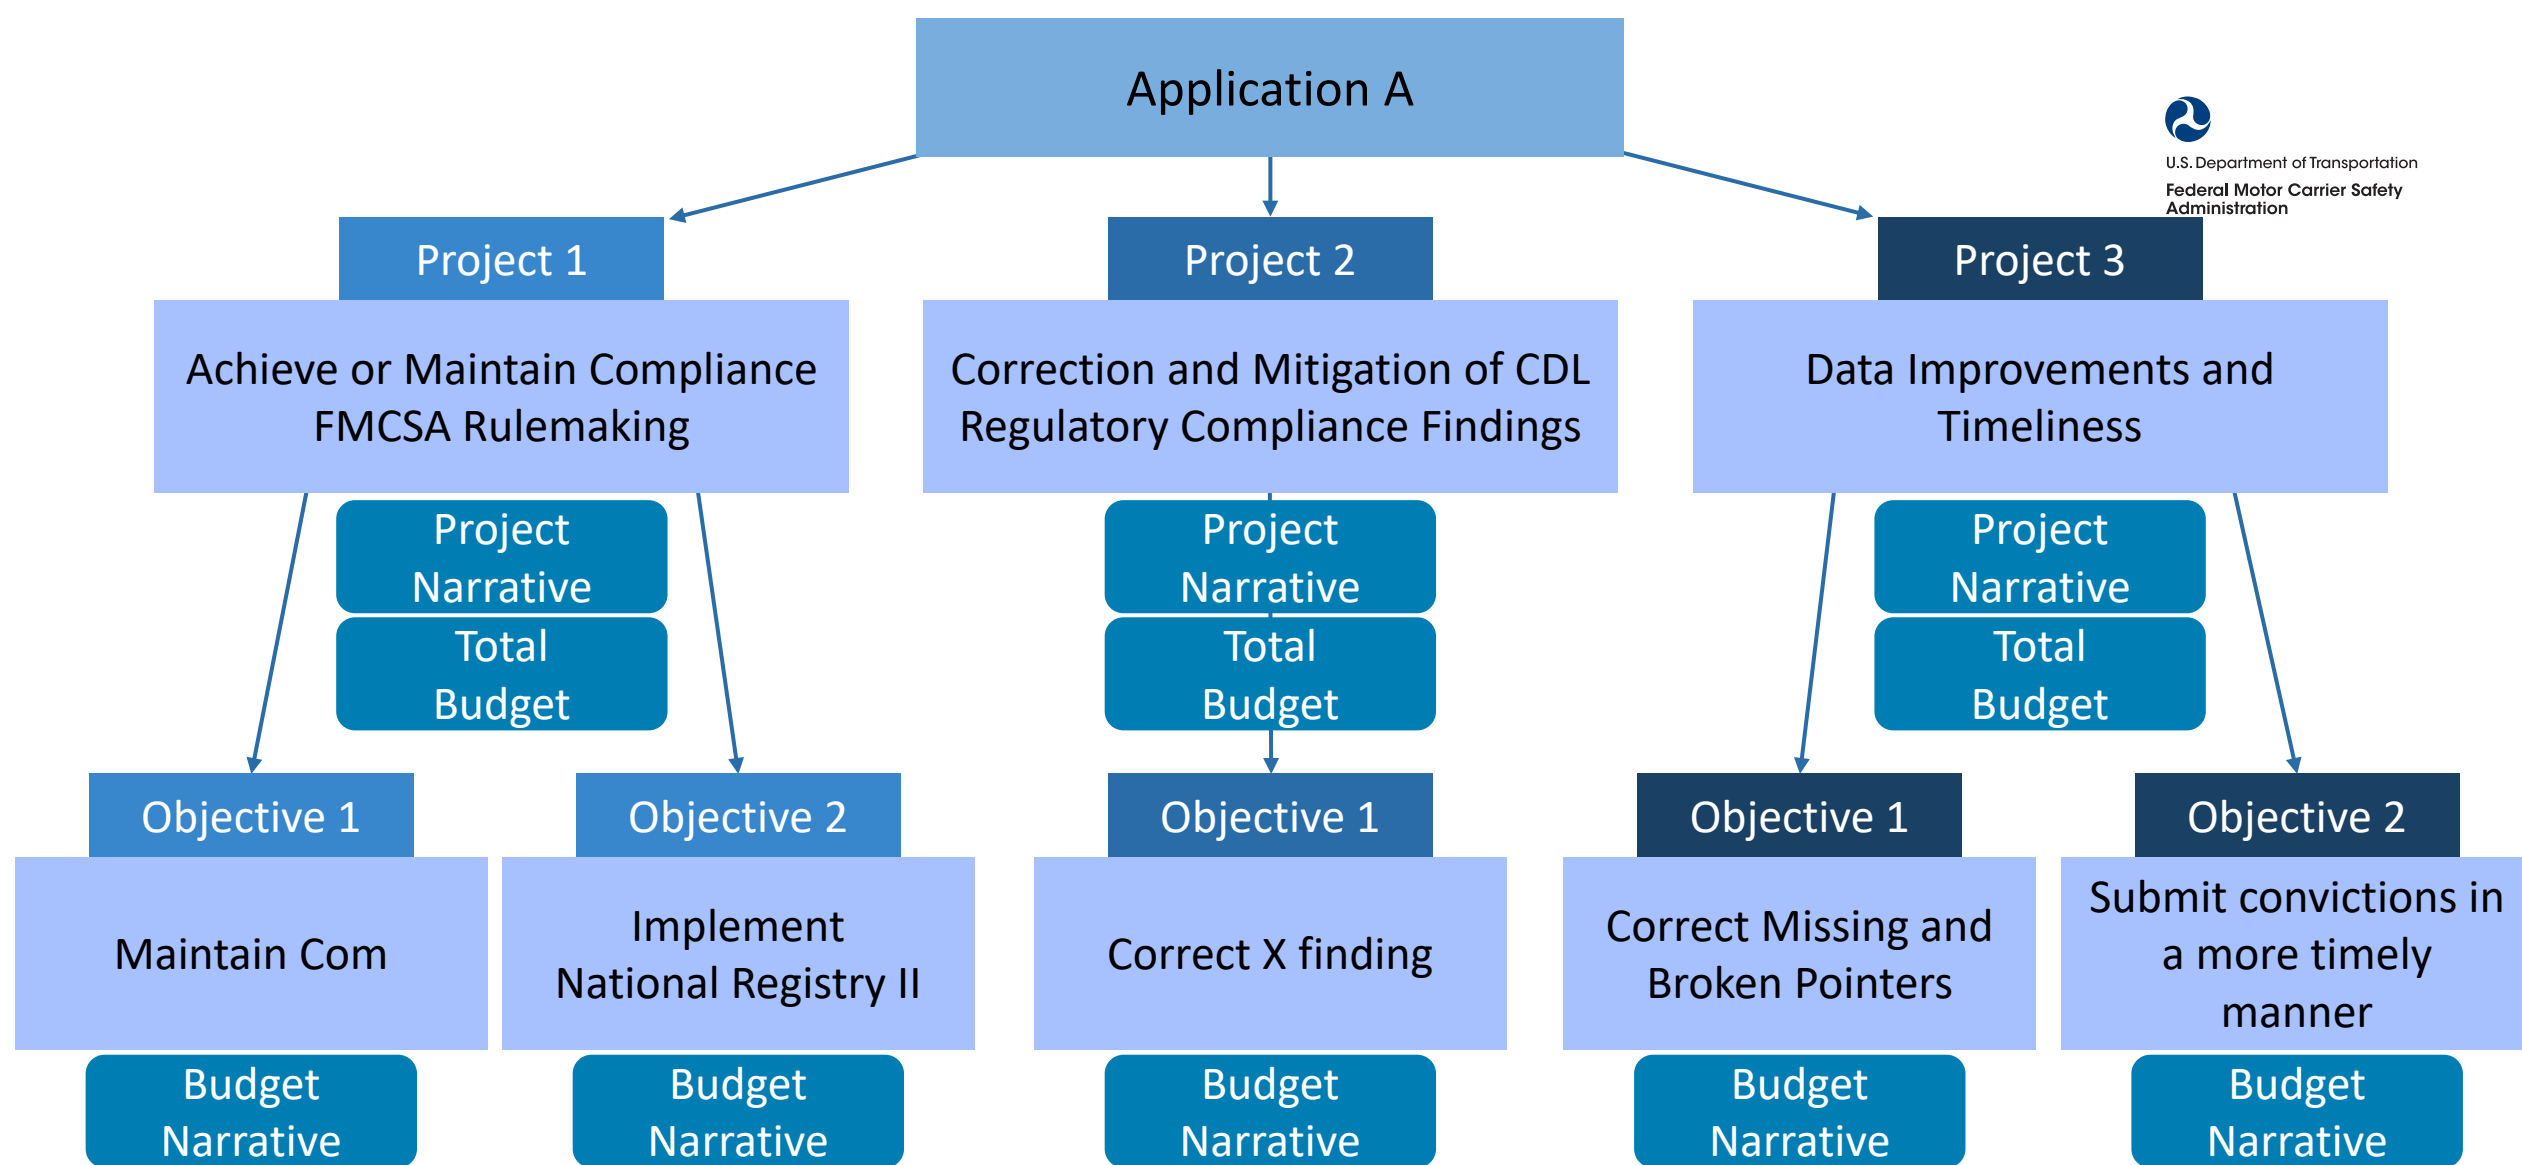 Application A
U.S. Department of Transportation
Federal Motor Carrier Safety
Administration
Project 1
Achieve or Maintain Compliance
FMCSA Rulemaking
Project
Narrative
Total
Budget
Project 2
Correction and Mitigation of CDL
Regulatory Compliance Findings
Project
Narrative
Total
Budget
Project 3
Data Improvements and
Timeliness
Project
Narrative
Total
Budget
Objective 1
Maintain Com
Budget
Narrative
Objective 2
Implement
National Registry II
Budget
Narrative
Objective 1
Correct X finding
Budget
Narrative
Objective 1
Correct Missing and
Broken Pointers
Budget
Narrative
Objective 2
Submit convictions in
a more timely
manner
Budget
Narrative